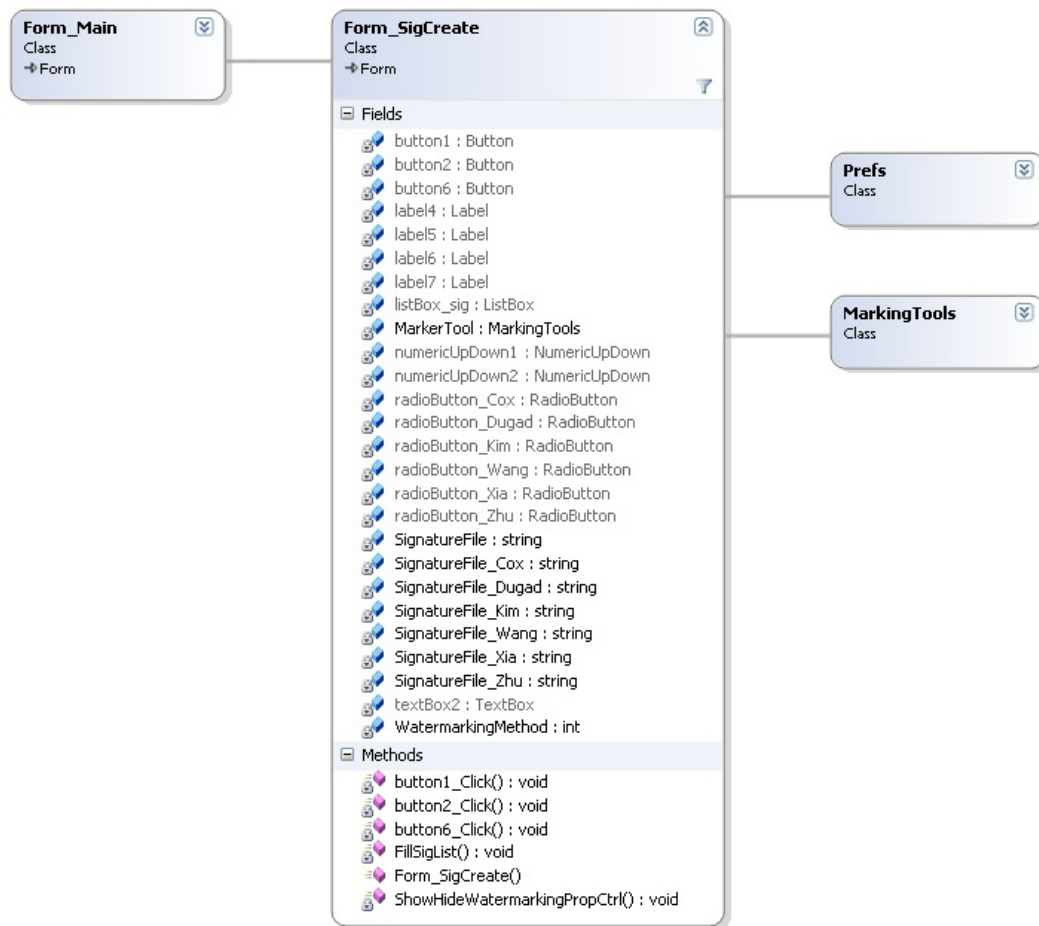 Form_Main
Class
Form
Form_SigCreate
Class
Form
Fields
button1 : Button
button2 : Button
button6 : Button
label4 : Label
label5 : Label
label6 : Label
label7 : Label
listBox_sig : ListBox
MarkerTool : MarkingTools
numericUpDown1 : NumericUpDown
numericUpDown2 : NumericUpDown
radioButton_Cox : RadioButton
radioButton_Dugad : RadioButton
radioButton_Kim : RadioButton
radioButton_Wang : RadioButton
radioButton_Xia : RadioButton
radioButton_Zhu : RadioButton
SignatureFile : string
SignatureFile_Cox : string
SignatureFile_Dugad : string
SignatureFile_Kim : string
SignatureFile_Wang : string
SignatureFile_Xia : string
SignatureFile_Zhu : string
textBox2 : TextBox
WatermarkingMethod : int
Methods
button1_Click() : void
button2_Click() : void
button6_Click() : void
FillSigList() : void
Form_SigCreate()
ShowHideWatermarkingPropCtrl() : void
Prefs
Class
MarkingTools
Class